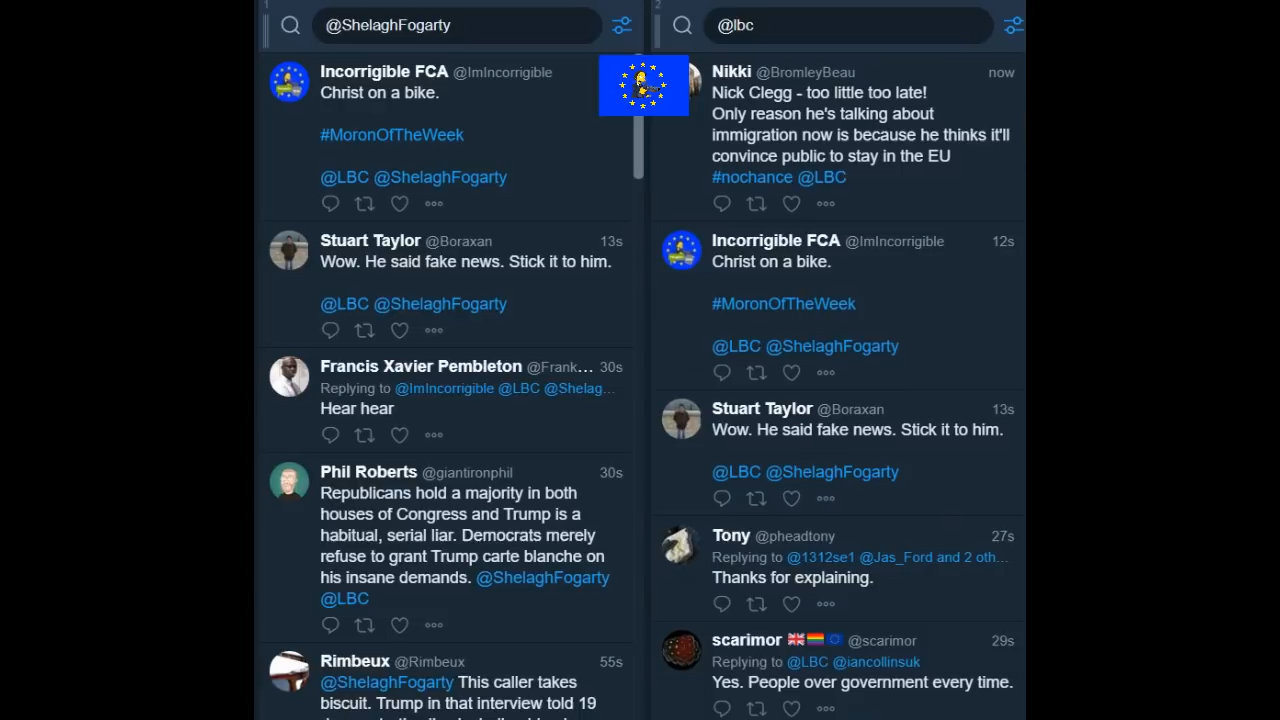 1
@ShelaghFogarty
Incorrigible FCA @ImIncorrigible
Christ on a bike.
#MoronOfTheWeek
@LBC @ShelaghFogarty
Stuart Taylor @Boraxan 13s
Wow. He said fake news. Stick it to him.
@LBC @ShelaghFogarty
Francis Xavier Pembleton @Frank... 30s
Replying to @ImIncorrigible @LBC @Shelag...
Hear hear
Phil Roberts @giantironphil 30s
Republicans hold a majority in both
houses of Congress and Trump is a
habitual, serial liar. Democrats merely
refuse to grant Trump carte blanche on
his insane demands. @ShelaghFogarty
@LBC
Rimbeux @Rimbeux 55s
@ShelaghFogarty This caller takes
biscuit. Trump in that interview told 19
2
@lbc
Nikki @BromleyBeau now
Nick Clegg - too little too late!
Only reason he's talking about
immigration now is because he thinks it'll
convince public to stay in the EU
#nochance @LBC
Incorrigible FCA @ImIncorrigible 12s
Christ on a bike.
#MoronOfTheWeek
@LBC @ShelaghFogarty
Stuart Taylor @Boraxan 13s
Wow. He said fake news. Stick it to him.
@LBC @ShelaghFogarty
Tony @pheadtony 27s
Replying to @1312se1 @Jas_Ford and 2 oth...
Thanks for explaining.
scarimor @scarimor 29s
Replying to @LBC @iancollinsuk
Yes. People over government every time.